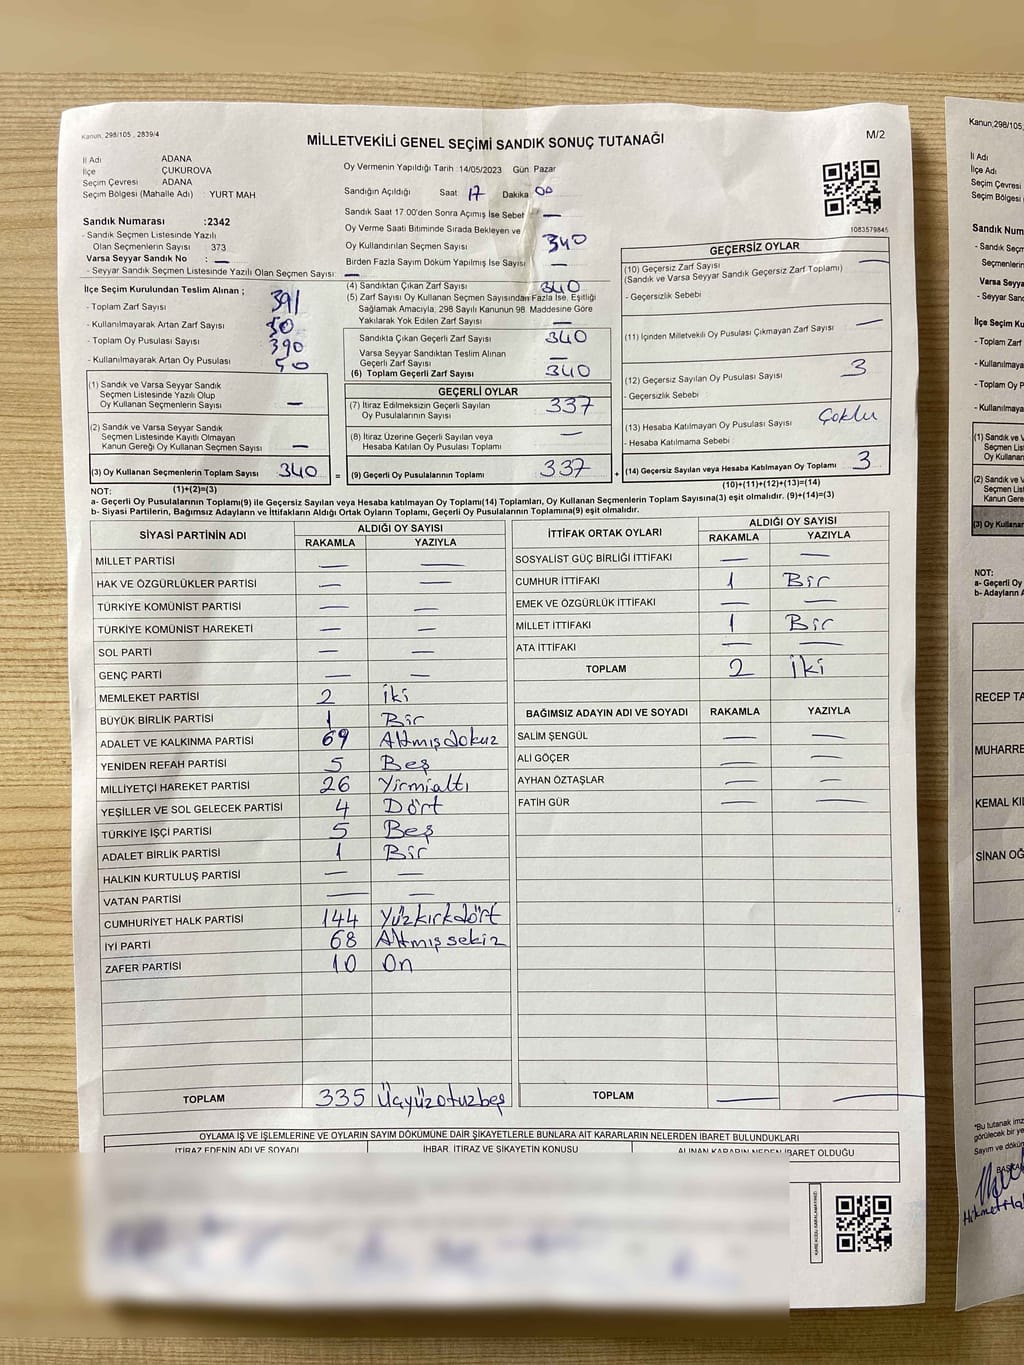 Kanun, 298/105 , 2839/4
MİLLETVEKİLİ GENEL SEÇİMİ SANDIK SONUÇ TUTANAĞI
M/2
İl Adı ADANA
İlçe ÇUKUROVA
Seçim Çevresi ADANA
Seçim Bölgesi (Mahalle Adı) YURT MAH
Sandık Numarası :2342
- Sandık Seçmen Listesinde Yazılı
Olan Seçmenlerin Sayısı : 373
Varsa Seyyar Sandık No : —
- Seyyar Sandık Seçmen Listesinde Yazılı Olan Seçmen Sayısı: —
Oy Vermenin Yapıldığı Tarih :14/05/2023 Gün Pazar
Sandığın Açıldığı Saat: 17 Dakika 00
Sandık Saat 17.00'den Sonra Açımış İse Sebebi —
Oy Verme Saati Bitiminde Sırada Bekleyen ve
Oy Kullandırılan Seçmen Sayısı 340
Birden Fazla Sayım Döküm Yapılmış İse Sayısı —
1083579845
İlçe Seçim Kurulundan Teslim Alınan ;
- Toplam Zarf Sayısı 391
- Kullanılmayarak Artan Zarf Sayısı 50
- Toplam Oy Pusulası Sayısı 390
- Kullanılmayarak Artan Oy Pusulası 50
(1) Sandık ve Varsa Seyyar Sandık
Seçmen Listesinde Yazılı Olup
Oy Kullanan Seçmenlerin Sayısı —
(2) Sandık ve Varsa Seyyar Sandık
Seçmen Listesinde Kayıtlı Olmayan
Kanun Gereği Oy Kullanan Seçmen Sayısı —
(3) Oy Kullanan Seçmenlerin Toplam Sayısı 340 =
(1)+(2)=(3)
(4) Sandıktan Çıkan Zarf Sayısı 340
(5) Zarf Sayısı Oy Kullanan Seçmen Sayısından Fazla İse, Eşitliği
Sağlamak Amacıyla; 298 Sayılı Kanunun 98. Maddesine Göre
Yakılarak Yok Edilen Zarf Sayısı —
Sandıkta Çıkan Geçerli Zarf Sayısı 340
Varsa Seyyar Sandıktan Teslim Alınan
Geçerli Zarf Sayısı —
(6) Toplam Geçerli Zarf Sayısı 340
GEÇERLİ OYLAR
(7) İtiraz Edilmeksizin Geçerli Sayılan
Oy Pusulalarının Sayısı 337
(8) İtiraz Üzerine Geçerli Sayılan veya
Hesaba Katılan Oy Pusulası Toplamı —
(9) Geçerli Oy Pusulalarının Toplamı 337 +
GEÇERSİZ OYLAR
(10) Geçersiz Zarf Sayısı —
(Sandık ve Varsa Seyyar Sandık Geçersiz Zarf Toplamı)
- Geçersizlik Sebebi
(11) İçinden Milletvekili Oy Pusulası Çıkmayan Zarf Sayısı —
(12) Geçersiz Sayılan Oy Pusulası Sayısı 3
- Geçersizlik Sebebi
Çoklu
(13) Hesaba Katılmayan Oy Pusulası Sayısı
- Hesaba Katılmama Sebebi
(14) Geçersiz Sayılan veya Hesaba Katılmayan Oy Toplamı 3
(10)+(11)+(12)+(13)=(14)
NOT:
a- Geçerli Oy Pusulalarının Toplamı(9) ile Geçersiz Sayılan veya Hesaba katılmayan Oy Toplamı(14) Toplamları, Oy Kullanan Seçmenlerin Toplam Sayısına(3) eşit olmalıdır. (9)+(14)=(3)
b- Siyasi Partilerin, Bağımsız Adayların ve İttifakların Aldığı Ortak Oyların Toplamı, Geçerli Oy Pusulalarının Toplamına(9) eşit olmalıdır.
SİYASİ PARTİNİN ADI ALDIĞI OY SAYISI
RAKAMLA YAZIYLA
MİLLET PARTİSİ — —
HAK VE ÖZGÜRLÜKLER PARTİSİ — —
TÜRKİYE KOMÜNİST PARTİSİ — —
TÜRKİYE KOMÜNİST HAREKETİ — —
SOL PARTİ — —
GENÇ PARTİ — —
MEMLEKET PARTİSİ 2 İki
BÜYÜK BİRLİK PARTİSİ 1 Bir
ADALET VE KALKINMA PARTİSİ 69 Altmışdokuz
YENİDEN REFAH PARTİSİ 5 Beş
MİLLİYETÇİ HAREKET PARTİSİ 26 Yirmialtı
YEŞİLLER VE SOL GELECEK PARTİSİ 4 Dört
TÜRKİYE İŞÇİ PARTİSİ 5 Beş
ADALET BİRLİK PARTİSİ 1 Bir
HALKIN KURTULUŞ PARTİSİ — —
VATAN PARTİSİ — —
CUMHURİYET HALK PARTİSİ 144 Yüzkırkdört
İYİ PARTİ 68 Altmışsekiz
ZAFER PARTİSİ 10 On
TOPLAM 335 Üçyüzotuzbeş
İTTİFAK ORTAK OYLARI ALDIĞI OY SAYISI
RAKAMLA YAZIYLA
SOSYALİST GÜÇ BİRLİĞİ İTTİFAKI — —
CUMHUR İTTİFAKI 1 Bir
EMEK VE ÖZGÜRLÜK İTTİFAKI — —
MİLLET İTTİFAKI 1 Bir
ATA İTTİFAKI — —
TOPLAM 2 İki
BAĞIMSIZ ADAYIN ADI VE SOYADI RAKAMLA YAZIYLA
SALİM ŞENGÜL — —
ALİ GÖÇER — —
AYHAN ÖZTAŞLAR — —
FATİH GÜR — —
TOPLAM — —
OYLAMA İŞ VE İŞLEMLERİNE VE OYLARIN SAYIM DÖKÜMÜNE DAİR ŞİKAYETLERLE BUNLARA AİT KARARLARIN NELERDEN İBARET BULUNDUKLARI
İTİRAZ EDENİN ADI VE SOYADI İHBAR, İTİRAZ VE ŞİKAYETİN KONUSU ALINAN KARARIN NEDEN İBARET OLDUĞU
Kanun;298/105,
İl Adı
İlçe Adı
Seçim Çevresi
Seçim Bölgesi
Sandık Num
- Sandık Seçm
Seçmenleri
Varsa Seyya
- Seyyar Sand
İlçe Seçim Ku
- Toplam Zarf
- Kullanılmaya
- Toplam Oy P
- Kullanılmaya
(1) Sandık ve V
Seçmen Lis
Oy Kullanan
(2) Sandık ve V
Seçmen Lis
Kanun Ger
(3) Oy Kullanan
NOT:
a- Geçerli Oy
b- Adayların A
RECEP TA
MUHARRE
KEMAL KI
SİNAN OĞ
*Bu tutanak imz
görülecek bir ye
Sayım ve döküm
BAŞKA